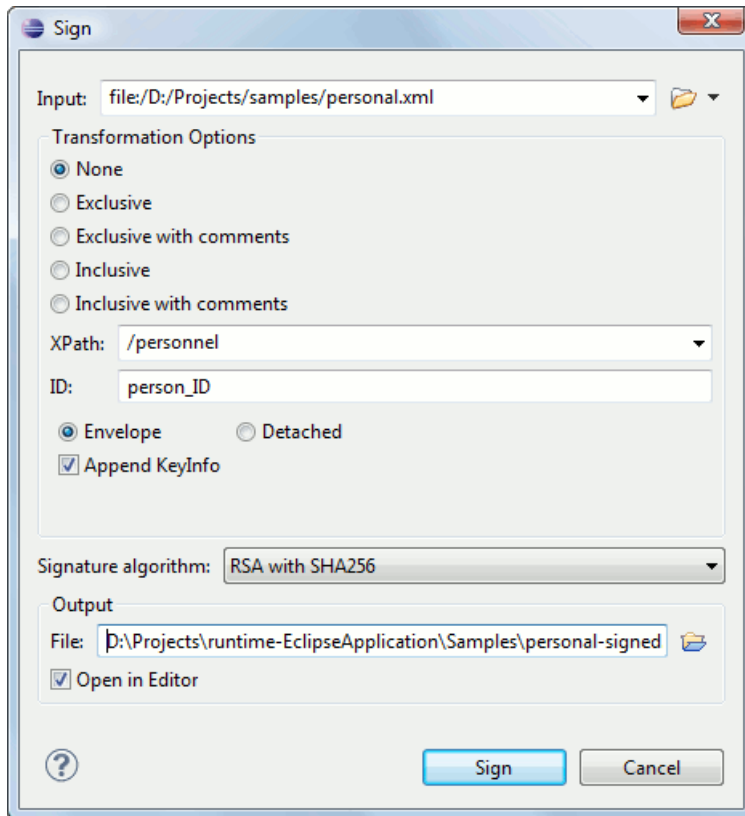 Sign
Input: file:/D:/Projects/samples/personal.xml
Transformation Options
None
Exclusive
Exclusive with comments
Inclusive
Inclusive with comments
XPath: /personnel
ID: person_ID
Envelope Detached
Append KeyInfo
Signature algorithm: RSA with SHA256
Output
File: D:\Projects\runtime-EclipseApplication\Samples\personal-signed
Open in Editor
? Sign Cancel